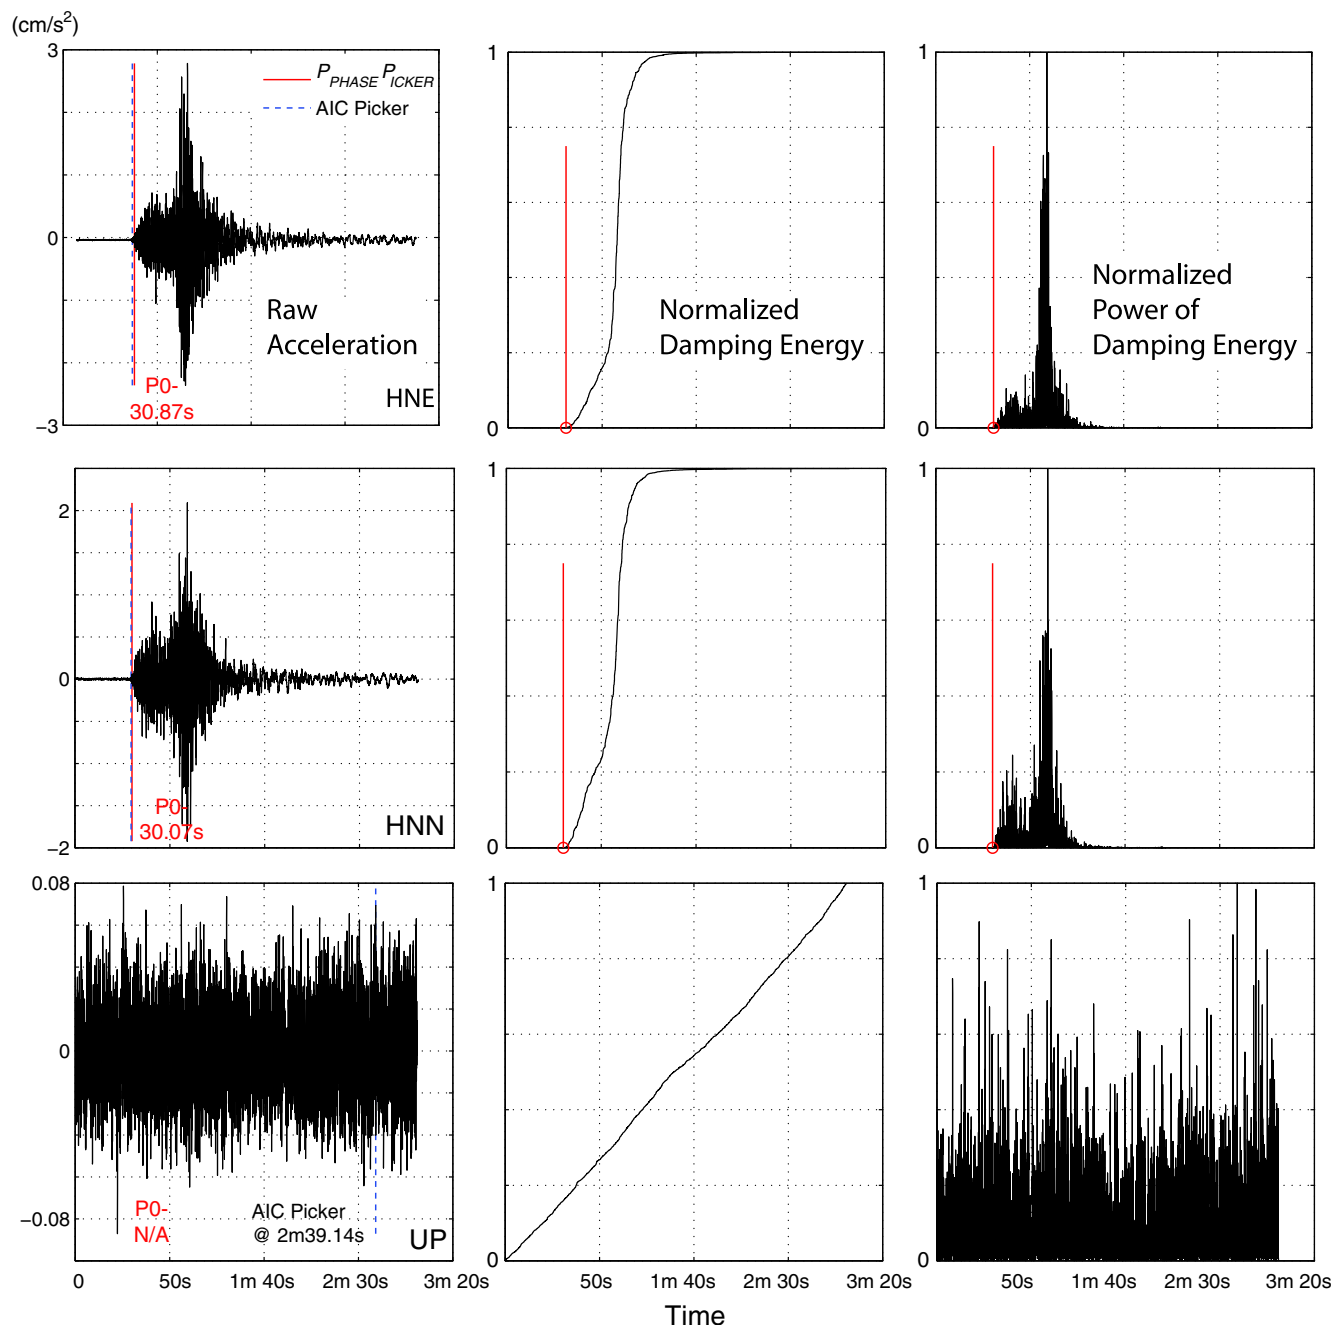 (cm/s2)
3
0
−3
PPHASE PICKER
AIC Picker
Raw
Acceleration
P0-
30.87s
HNE
1
0
Normalized
Damping Energy
1
0
Normalized
Power of
Damping Energy
2
0
−2
P0-
30.07s
HNN
1
0
1
0
0.08
0
−0.08
P0-
N/A
AIC Picker
@ 2m39.14s
UP
0 50s 1m 40s 2m 30s 3m 20s
1
0
50s 1m 40s 2m 30s 3m 20s
1
0
50s 1m 40s 2m 30s 3m 20s
Time